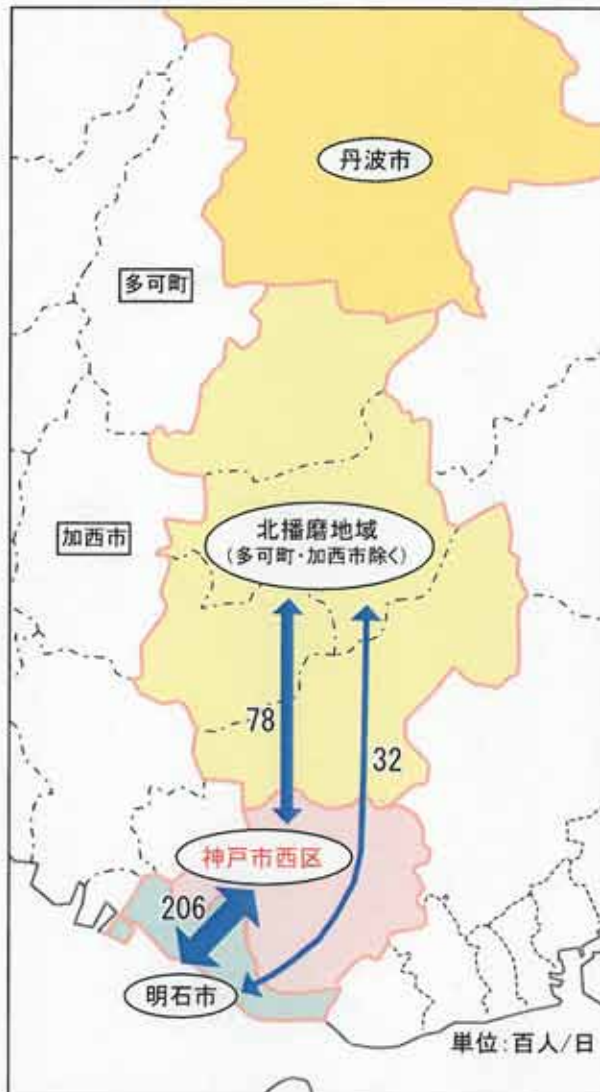 丹波市
多可町
加西市
北播磨地域
(多可町・加西市除く)
78
32
神戸市西区
206
明石市
単位:百人/日